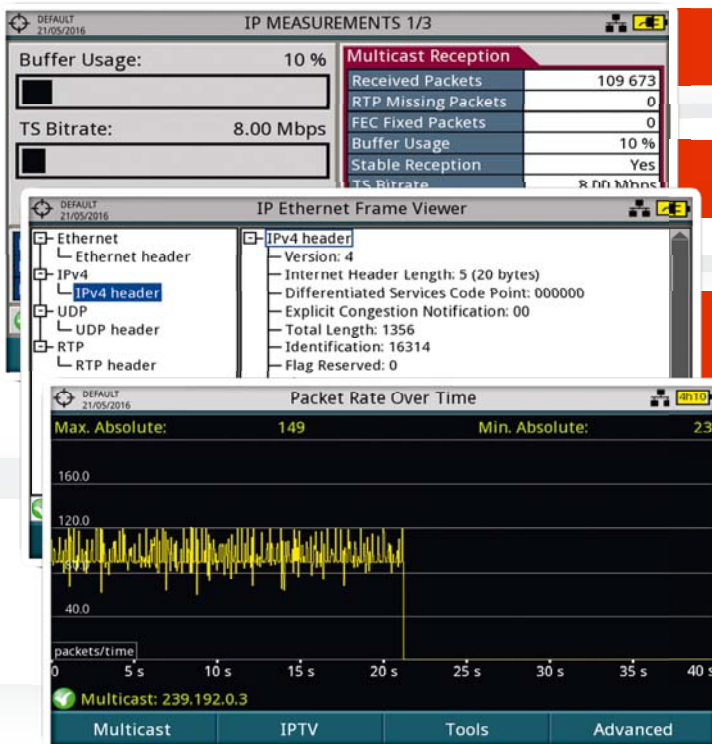 DEFAULT
21/05/2016
IP MEASUREMENTS 1/3
Buffer Usage: 10 %
TS Bitrate: 8.00 Mbps
Multicast Reception
Received Packets 109 673
RTP Missing Packets 0
FEC Fixed Packets 0
Buffer Usage 10 %
Stable Reception Yes
TS Bitrate 8.00 Mbps
DEFAULT
21/05/2016
IP Ethernet Frame Viewer
Ethernet
Ethernet header
IPv4
IPv4 header
UDP
UDP header
RTP
RTP header
IPv4 header
Version: 4
Internet Header Length: 5 (20 bytes)
Differentiated Services Code Point: 000000
Explicit Congestion Notification: 00
Total Length: 1356
Identification: 16314
Flag Reserved: 0
DEFAULT
21/05/2016
Packet Rate Over Time
4h10
Max. Absolute: 149 Min. Absolute: 23
160.0
120.0
40.0
packets/time
0 5 s 10 s 15 s 20 s 25 s 30 s 35 s 40 s
Multicast: 239.192.0.3
Multicast IPTV Tools Advanced